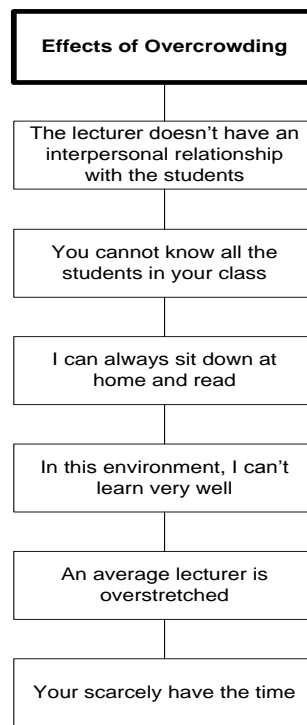 Effects of Overcrowding
The lecturer doesn't have an
interpersonal relationship
with the students
You cannot know all the
students in your class
I can always sit down at
home and read
In this environment, I can't
learn very well
An average lecturer is
overstretched
Your scarcely have the time